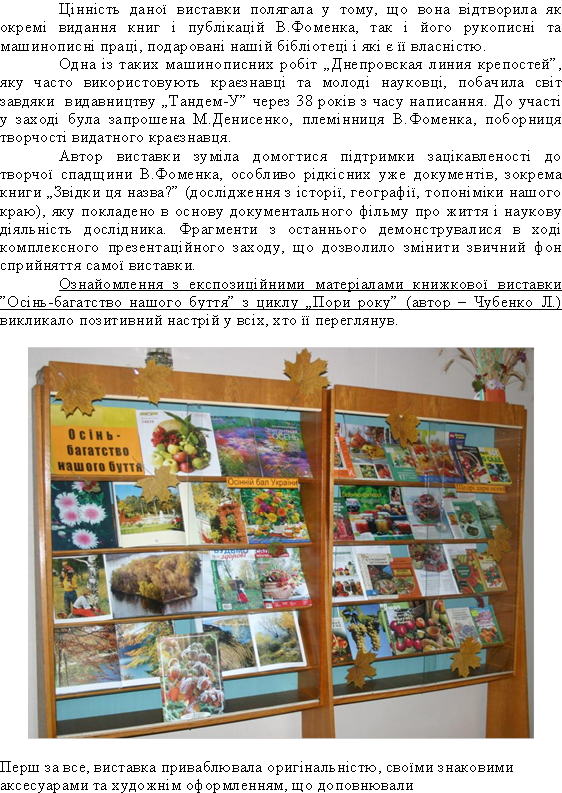 Цінність даної виставки полягала у тому, що вона відтворила як
окремі видання книг і публікацій В.Фоменка, так і його рукописні та
машинописні праці, подаровані нашій бібліотеці і які є її власністю.
Одна із таких машинописних робіт „Днепровская линия крепостей”,
яку часто використовують краєзнавці та молоді науковці, побачила світ
завдяки видавництву „Тандем-У” через 38 років з часу написання. До участі
у заході була запрошена М.Денисенко, племінниця В.Фоменка, поборниця
творчості видатного краєзнавця.
Автор виставки зуміла домогтися підтримки зацікавленості до
творчої спадщини В.Фоменка, особливо рідкісних уже документів, зокрема
книги „Звідки ця назва?” (дослідження з історії, географії, топоніміки нашого
краю), яку покладено в основу документального фільму про життя і наукову
діяльність дослідника. Фрагменти з останнього демонструвалися в ході
комплексного презентаційного заходу, що дозволило змінити звичний фон
сприйняття самої виставки.
Ознайомлення з експозиційними матеріалами книжкової виставки
”Осінь-багатство нашого буття” з циклу „Пори року” (автор – Чубенко Л.)
викликало позитивний настрій у всіх, хто її переглянув.
Осінь-
багатство
нашого буття
Осінній бал України
Перш за все, виставка приваблювала оригінальністю, своїми знаковими
аксесуарами та художнім оформленням, що доповнювали